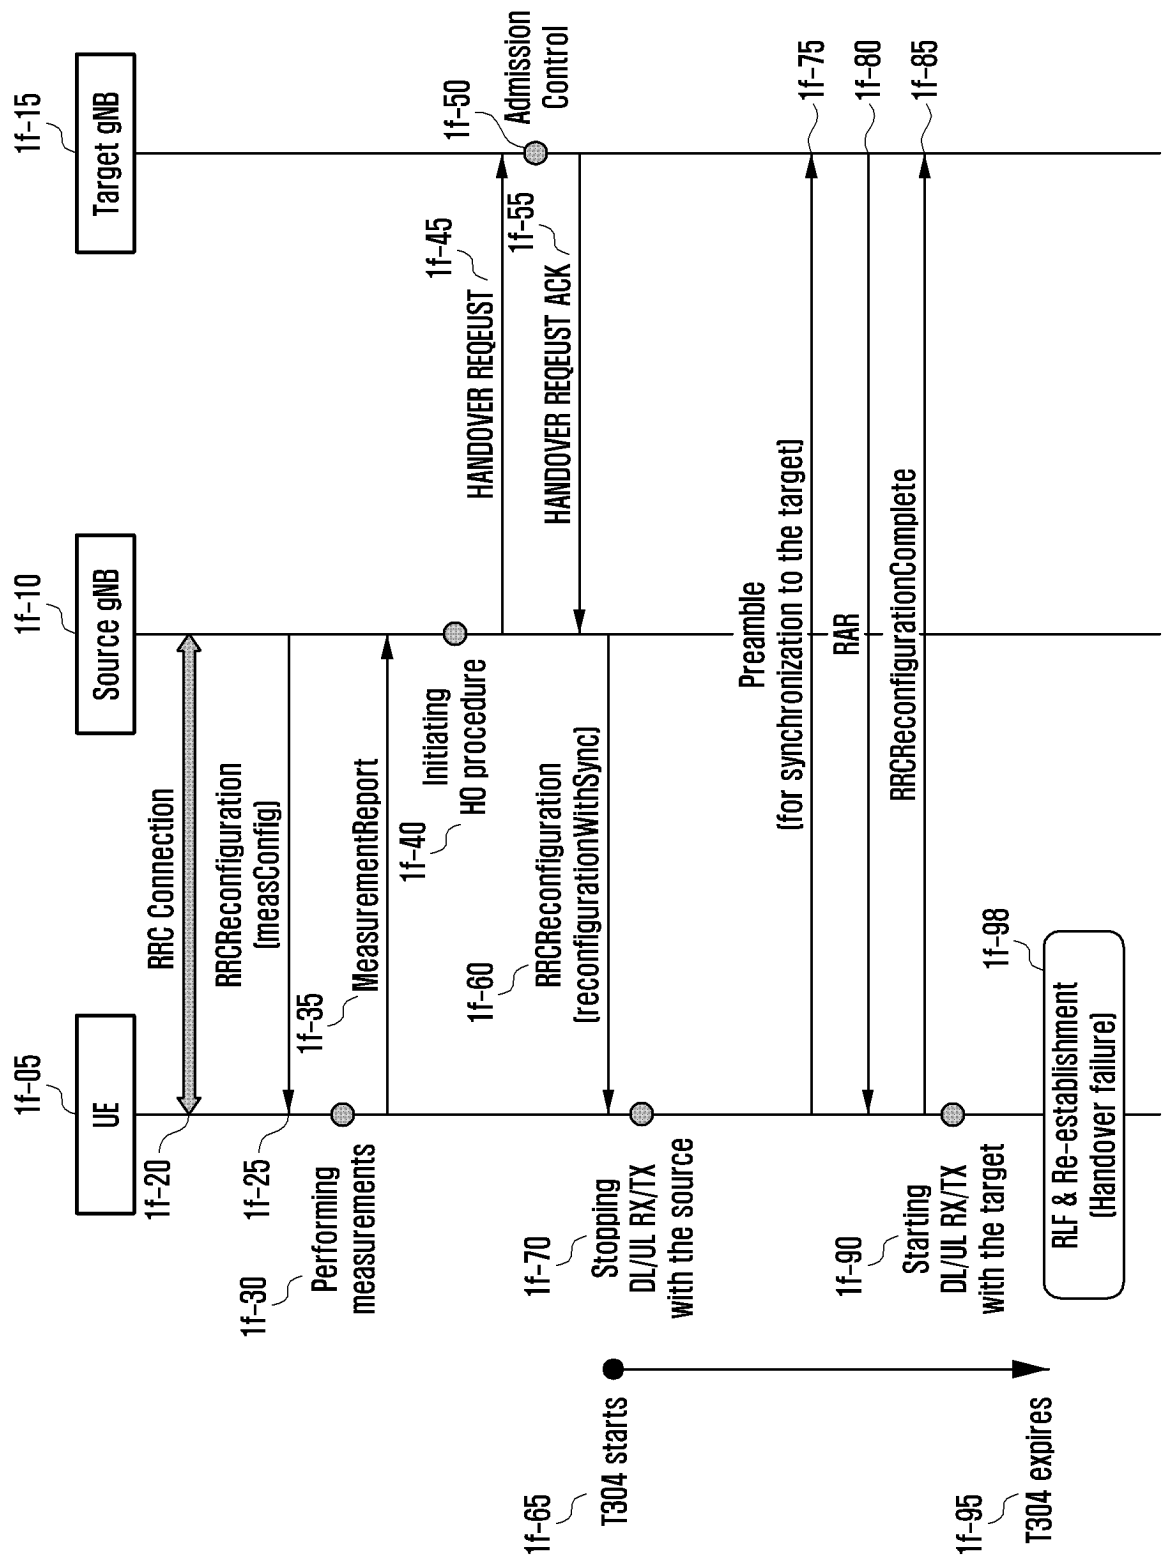 1f-05
UE
1f-10
Source gNB
1f-15
Target gNB
1f-20
RRC Connection
RRCReconfiguration
(measConfig)
1f-25
1f-30
Performing
measurements
1f-35
MeasurementReport
1f-40
Initiating
HO procedure
1f-45
HANDOVER REQEUST
1f-50
Admission
Control
1f-55
HANDOVER REQEUST ACK
1f-60
RRCReconfiguration
(reconfigurationWithSync)
1f-65
T304 starts
1f-70
Stopping
DL/UL RX/TX
with the source
Preamble
(for synchronization to the target)
1f-75
RAR
1f-80
RRCReconfigurationComplete
1f-85
1f-90
Starting
DL/UL RX/TX
with the target
1f-95
T304 expires
1f-98
RLF & Re-establishment
(Handover failure)